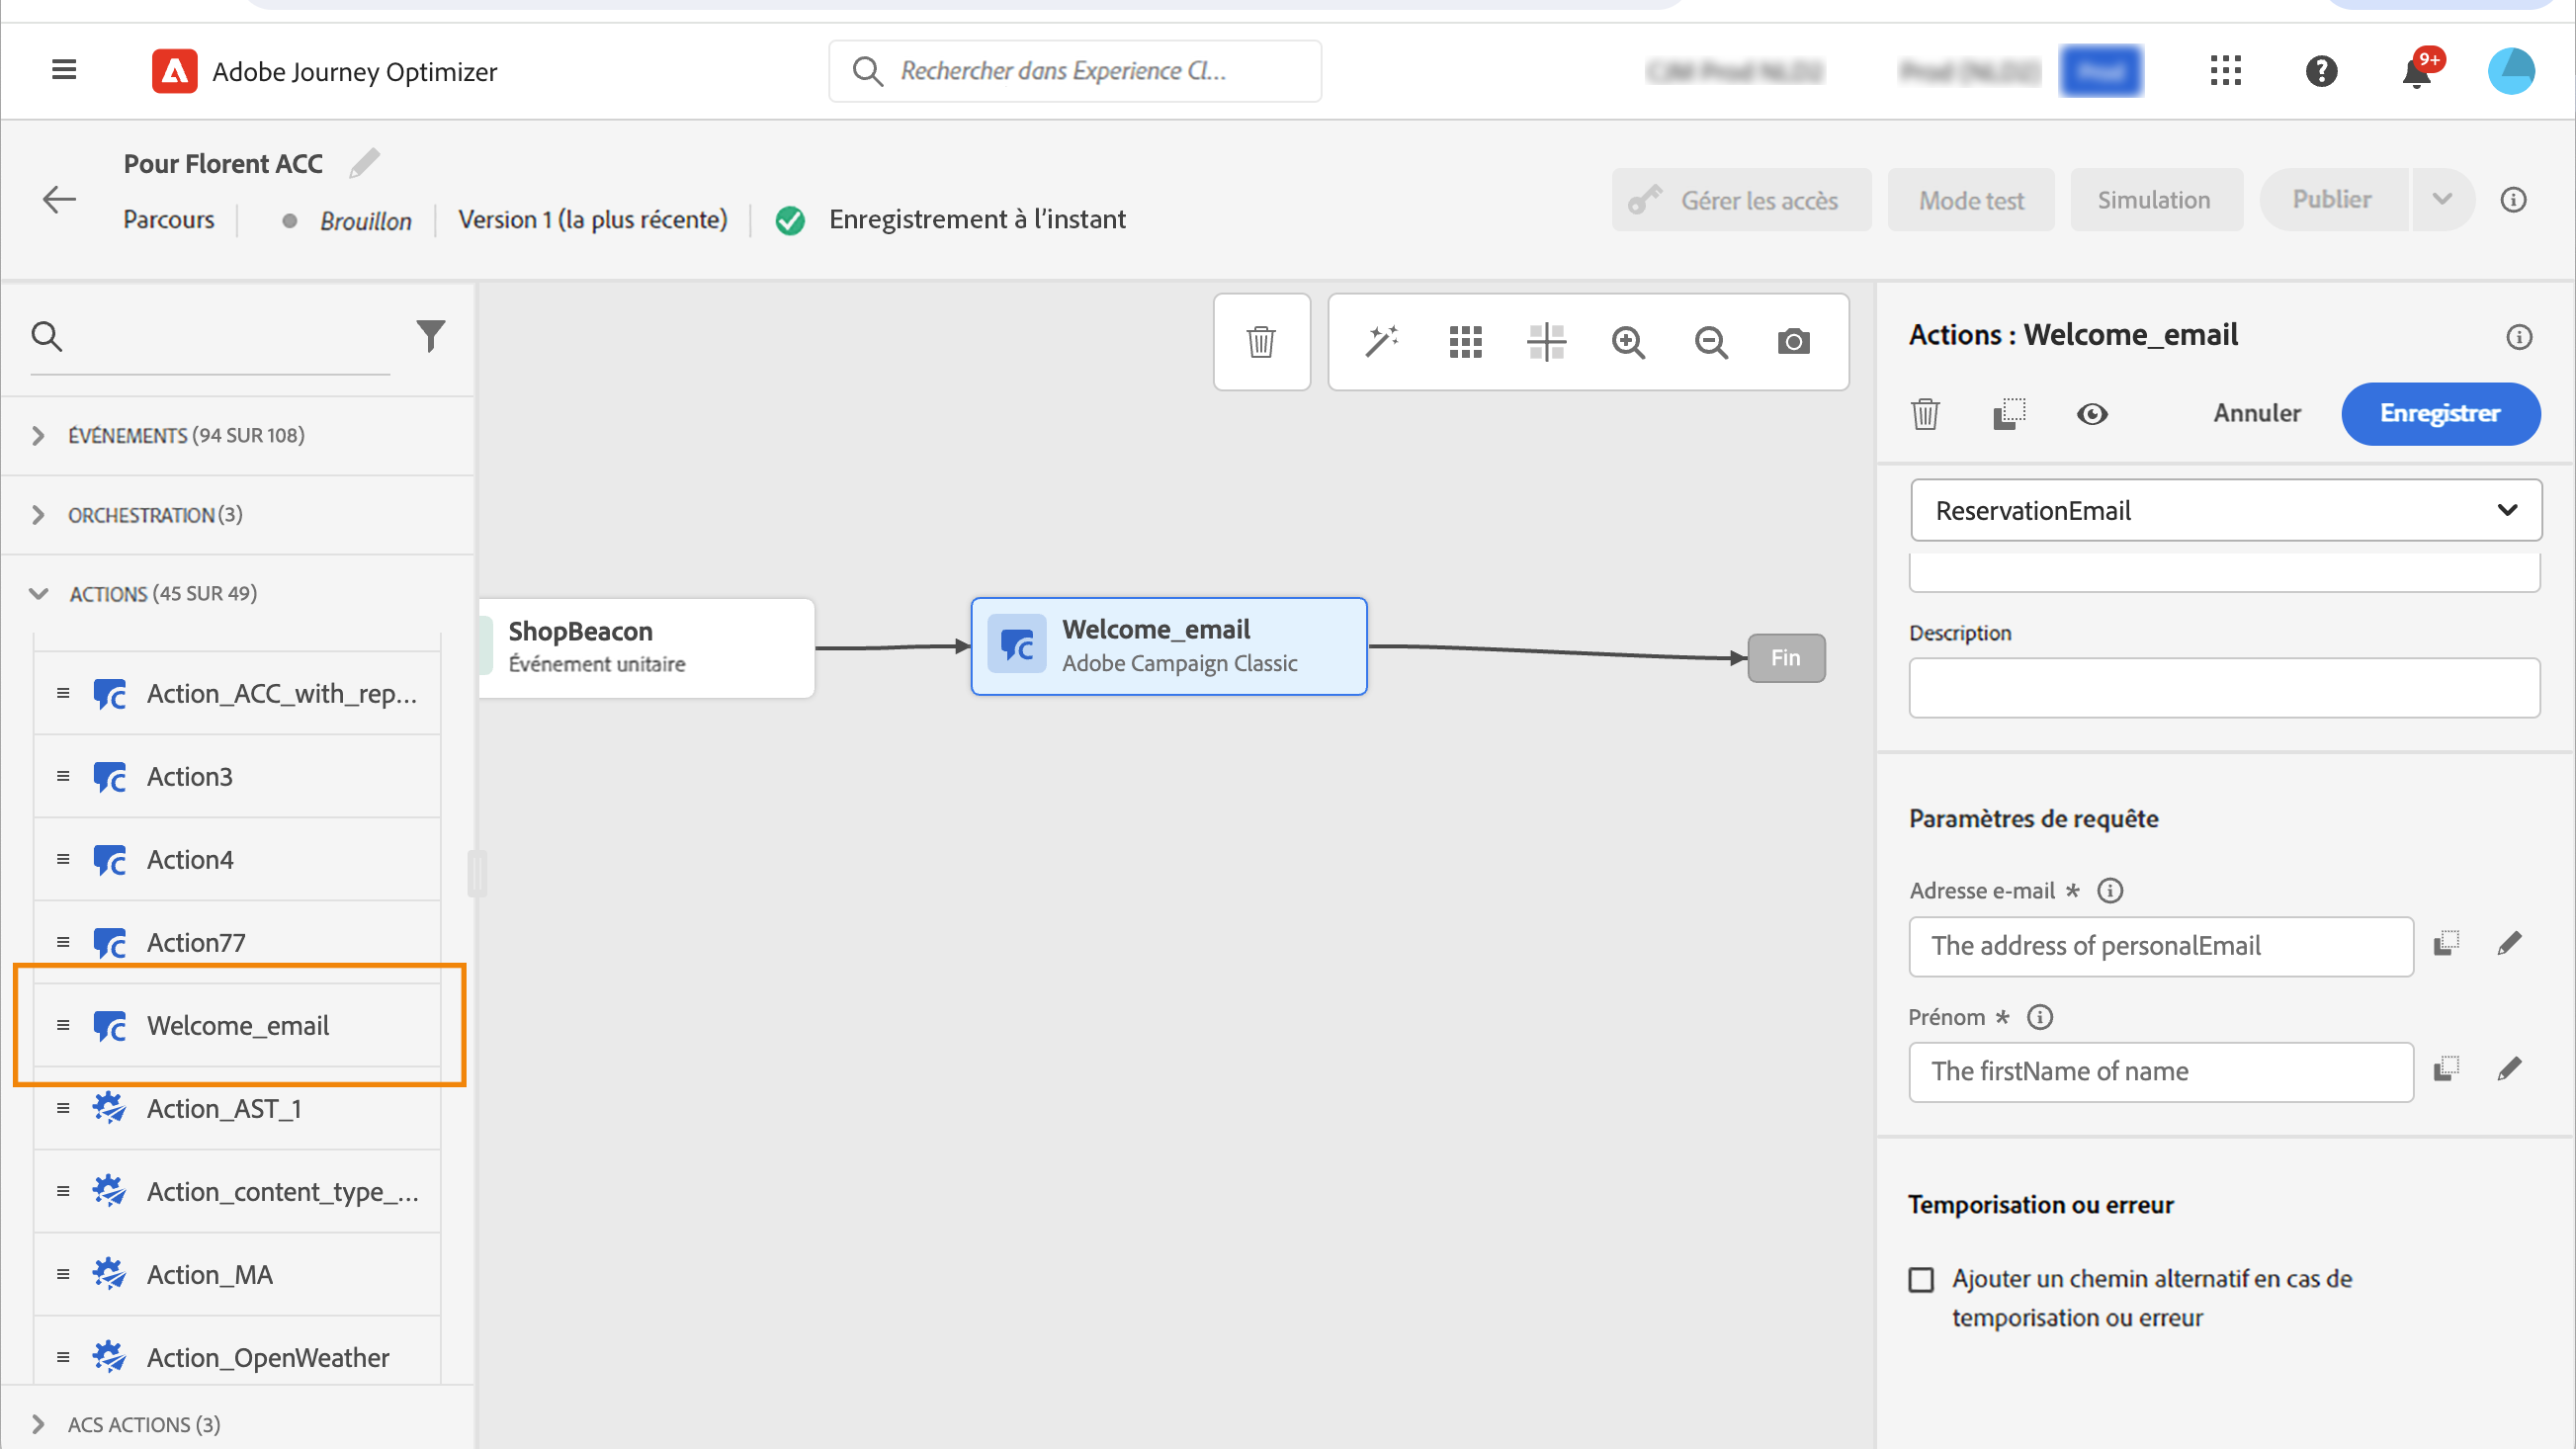 Adobe Journey Optimizer
Rechercher dans Experience Cl...
9+
Pour Florent ACC
Parcours
Brouillon
Version 1 (la plus récente)
Enregistrement à l’instant
Gérer les accès
Mode test
Simulation
Publier
ÉVÉNEMENTS (94 SUR 108)
ORCHESTRATION (3)
ACTIONS (45 SUR 49)
Action_ACC_with_rep...
Action3
Action4
Action77
Welcome_email
Action_AST_1
Action_content_type_...
Action_MA
Action_OpenWeather
ACS ACTIONS (3)
ShopBeacon
Événement unitaire
Welcome_email
Adobe Campaign Classic
Fin
Actions : Welcome_email
Annuler
Enregistrer
ReservationEmail
Description
Paramètres de requête
Adresse e-mail *
The address of personalEmail
Prénom *
The firstName of name
Temporisation ou erreur
Ajouter un chemin alternatif en cas de
temporisation ou erreur